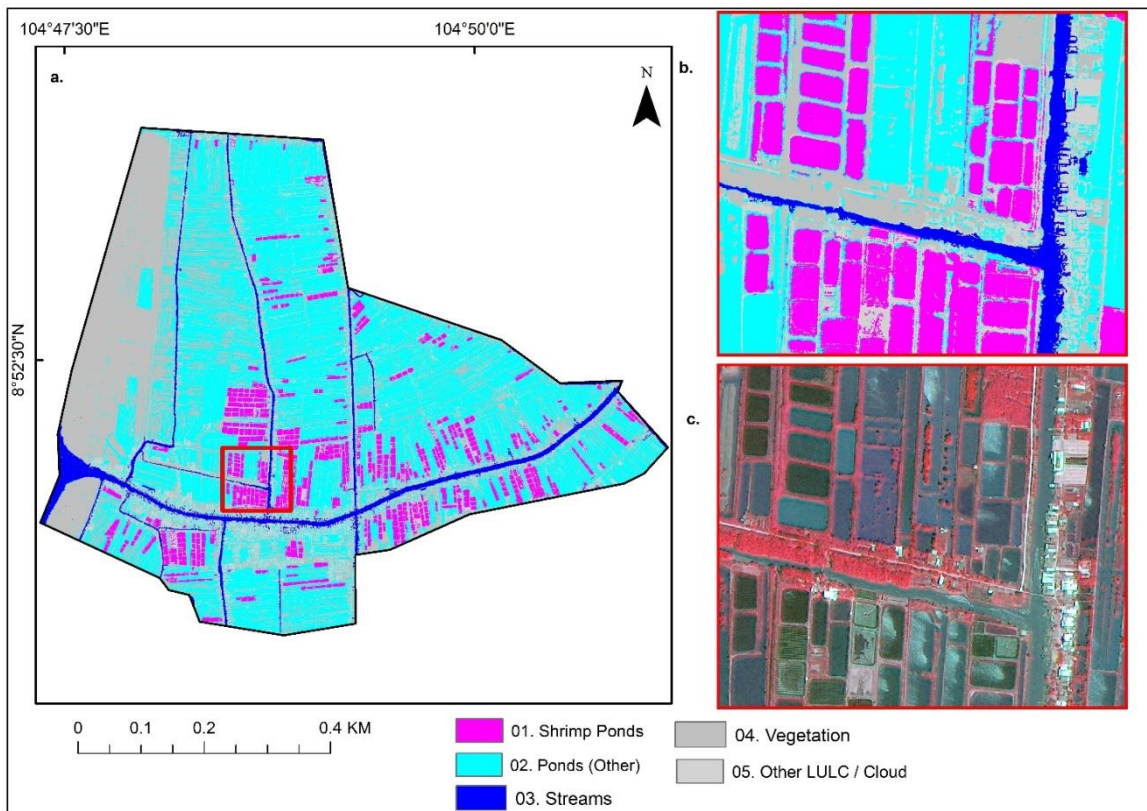 104°47'30"E
104°50'0"E
a.
N
b.
8°52'30"N
c.
0 0.1 0.2 0.4 KM
01. Shrimp Ponds
02. Ponds (Other)
03. Streams
04. Vegetation
05. Other LULC / Cloud